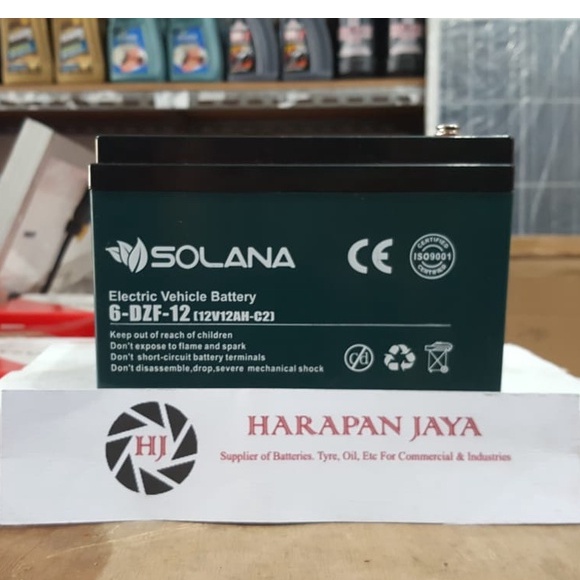 SOLANA
CE
CERTIFIED
ISO9001
CERTIFIED
Electric Vehicle Battery
6-DZF-12 (12V12AH-C2)
Keep out of reach of children
Don't expose to flame and spark
Don't short-circuit battery terminals
Don't disassemble,drop,severe mechanical shock
HJ
HARAPAN JAYA
Supplier of Batteries. Tyre, Oil, Etc For Commercial & Industries